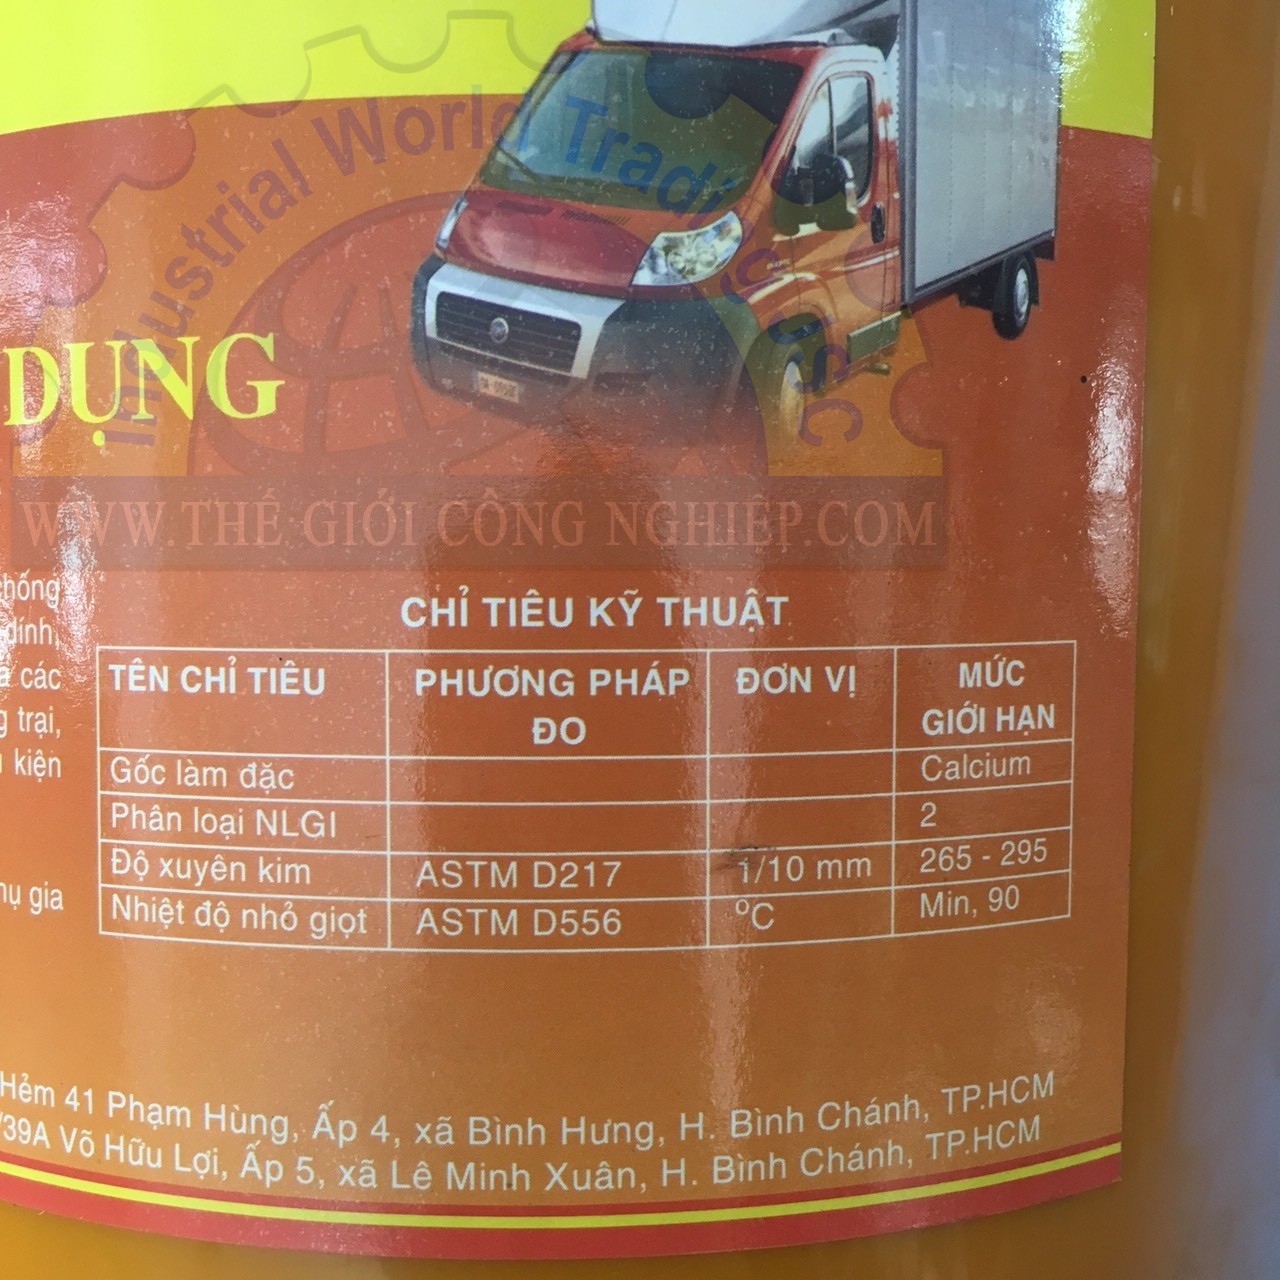 Industrial World Trading JSC
DỤNG
WWW.THẾ GIỚI CÔNG NGHIỆP.COM
chống
dính,
các
trại,
kiện
gia
CHỈ TIÊU KỸ THUẬT
TÊN CHỈ TIÊU PHƯƠNG PHÁP ĐO ĐƠN VỊ MỨC GIỚI HẠN
Gốc làm đặc Calcium
Phân loại NLGI 2
Độ xuyên kim ASTM D217 1/10 mm 265 - 295
Nhiệt độ nhỏ giọt ASTM D556 ºC Min, 90
Hẻm 41 Phạm Hùng, Ấp 4, xã Bình Hưng, H. Bình Chánh, TP.HCM
/39A Võ Hữu Lợi, Ấp 5, xã Lê Minh Xuân, H. Bình Chánh, TP.HCM